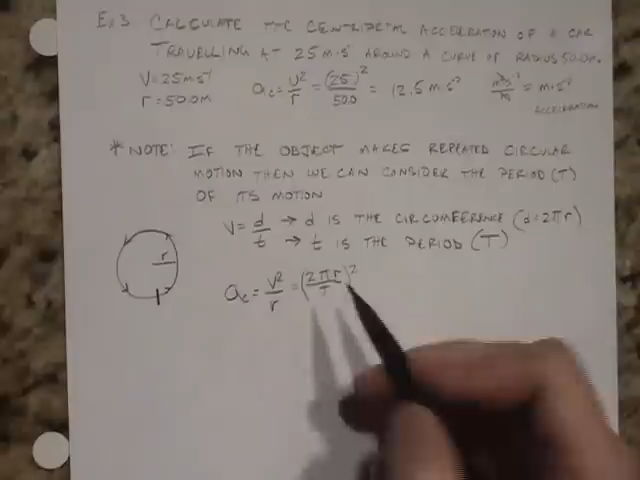 Ex. 3 CALCULATE THE CENTRIPETAL ACCELERATION OF A CAR
TRAVELLING AT 25 m·s⁻¹ AROUND A CURVE OF RADIUS 50.0m.
V = 25 m·s⁻¹ a_c = V²/r = (25)²/50.0 = 12.5 m·s⁻² = m·s⁻²
r = 50.0m ACCELERATION
* NOTE: IF THE OBJECT MAKES REPEATED CIRCULAR
MOTION THEN WE CAN CONSIDER THE PERIOD (T)
OF ITS MOTION
V = d/t → d IS THE CIRCUMFERENCE (d = 2πr)
→ t IS THE PERIOD (T)
r
a_c = V²/r = (2πr/T)²